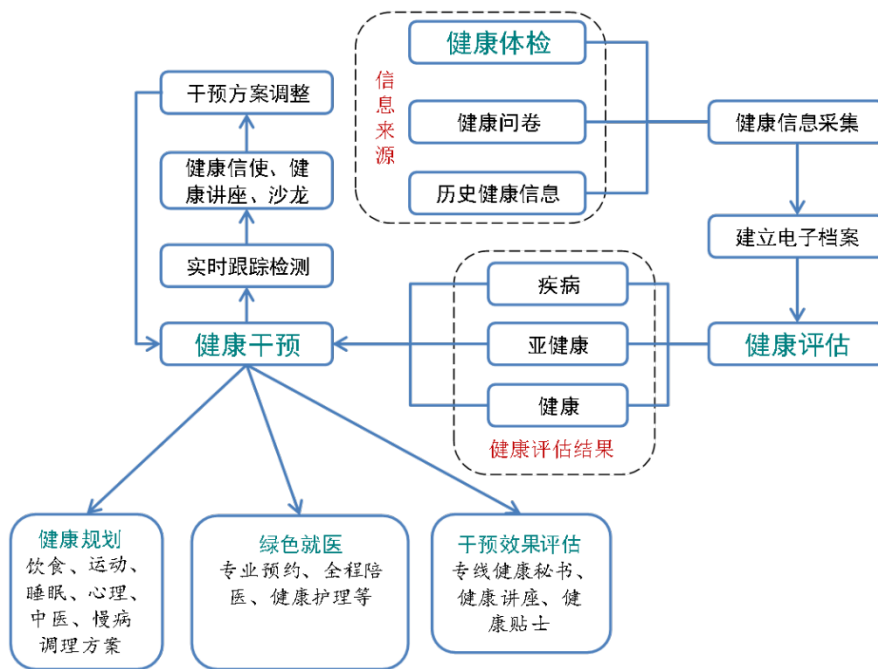 健康体检
信息来源
干预方案调整
健康问卷
健康信息采集
健康信使、健
康讲座、沙龙
历史健康信息
建立电子档案
实时跟踪检测
疾病
健康干预
亚健康
健康评估
健康
健康评估结果
健康规划
饮食、运动、
睡眠、心理、
中医、慢病
调理方案
绿色就医
专业预约、全程陪
医、健康护理等
干预效果评估
专线健康秘书、
健康讲座、健
康贴士